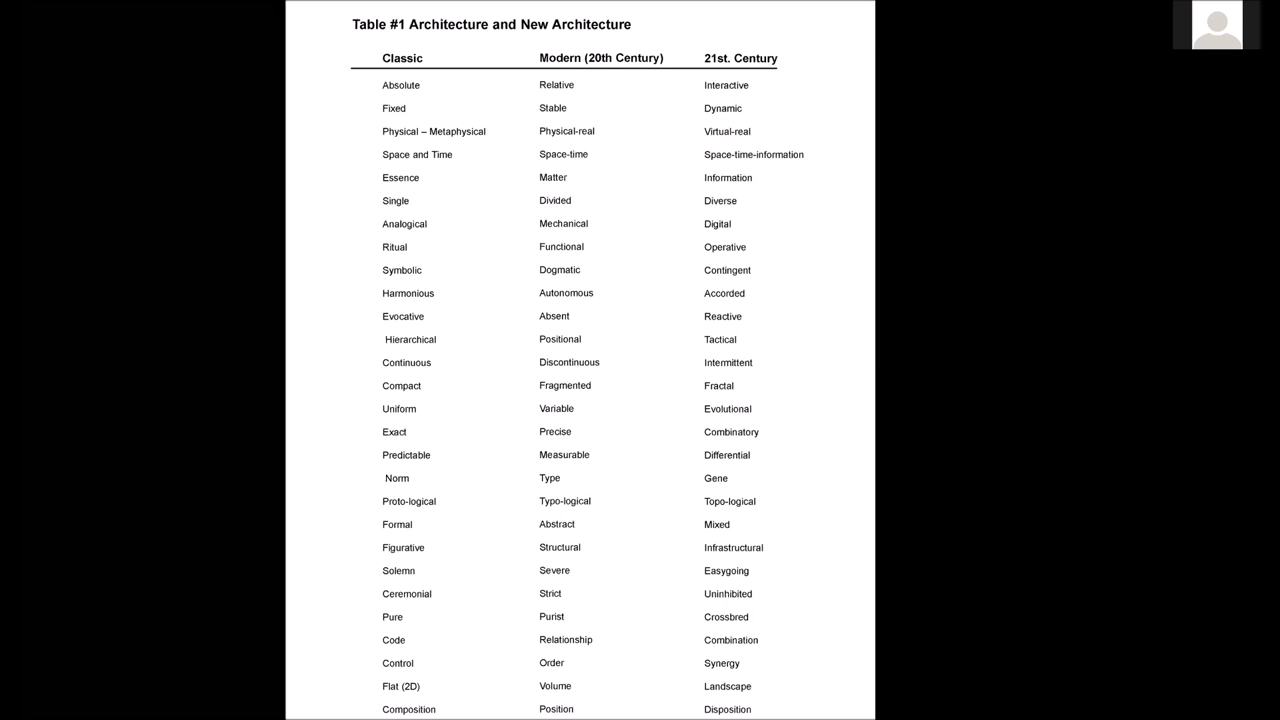 Table #1 Architecture and New Architecture
Classic Modern (20th Century) 21st. Century
Absolute Relative Interactive
Fixed Stable Dynamic
Physical – Metaphysical Physical-real Virtual-real
Space and Time Space-time Space-time-information
Essence Matter Information
Single Divided Diverse
Analogical Mechanical Digital
Ritual Functional Operative
Symbolic Dogmatic Contingent
Harmonious Autonomous Accorded
Evocative Absent Reactive
Hierarchical Positional Tactical
Continuous Discontinuous Intermittent
Compact Fragmented Fractal
Uniform Variable Evolutional
Exact Precise Combinatory
Predictable Measurable Differential
Norm Type Gene
Proto-logical Typo-logical Topo-logical
Formal Abstract Mixed
Figurative Structural Infrastructural
Solemn Severe Easygoing
Ceremonial Strict Uninhibited
Pure Purist Crossbred
Code Relationship Combination
Control Order Synergy
Flat (2D) Volume Landscape
Composition Position Disposition